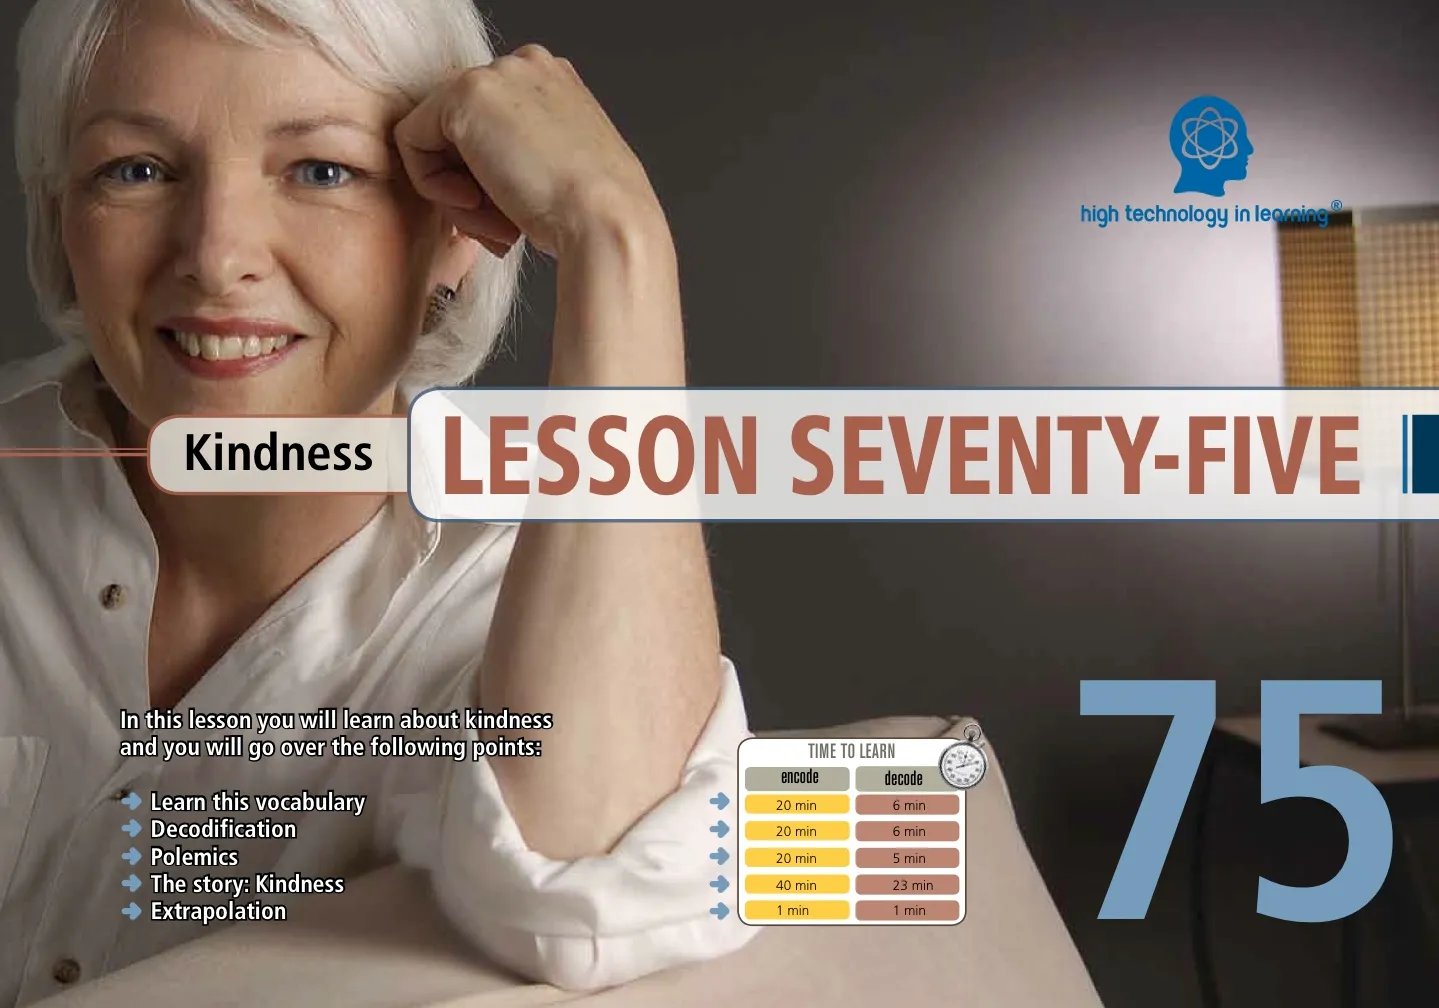 high technology in learning®
Kindness
LESSON SEVENTY-FIVE
In this lesson you will learn about kindness
and you will go over the following points:
Learn this vocabulary
Decodification
Polemics
The story: Kindness
Extrapolation
TIME TO LEARN
encode decode
20 min 6 min
20 min 6 min
20 min 5 min
40 min 23 min
1 min 1 min
75